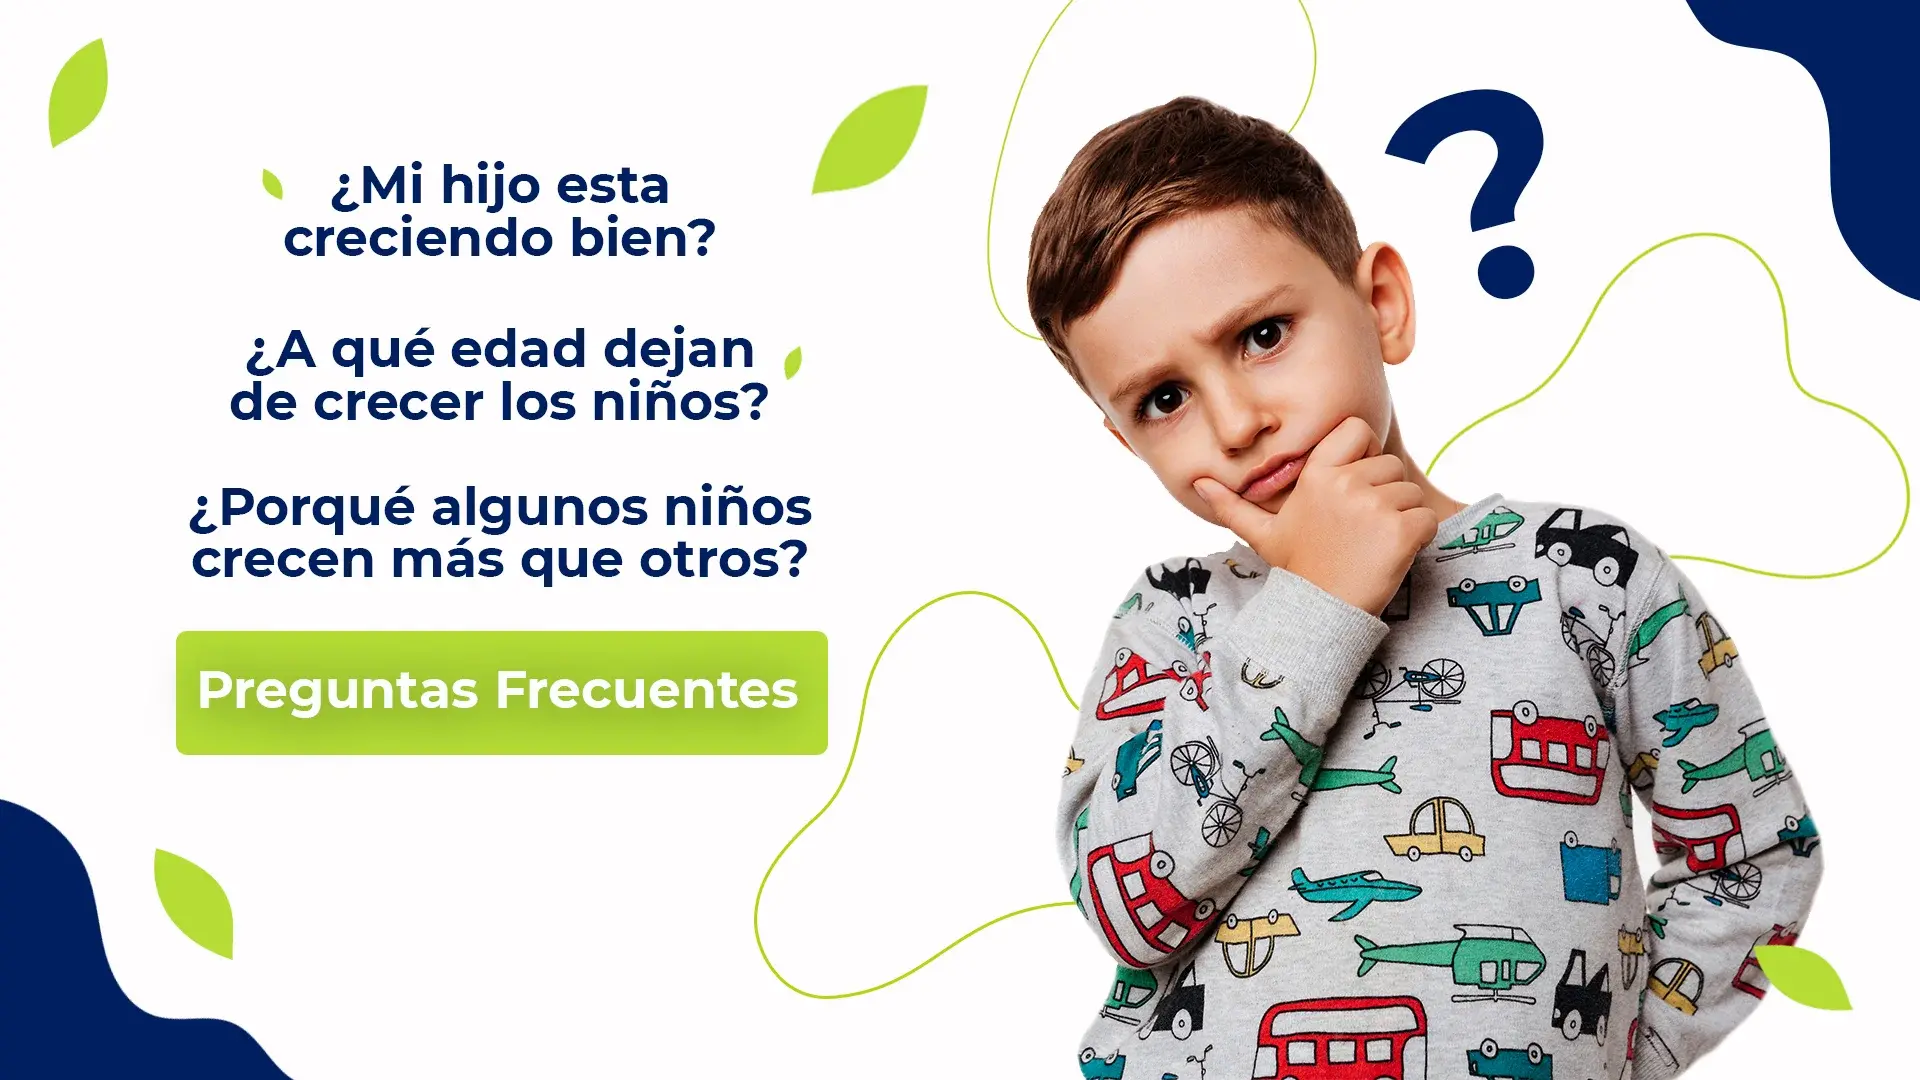 ¿Mi hijo esta
creciendo bien?
¿A qué edad dejan
de crecer los niños?
¿Porqué algunos niños
crecen más que otros?
Preguntas Frecuentes
?